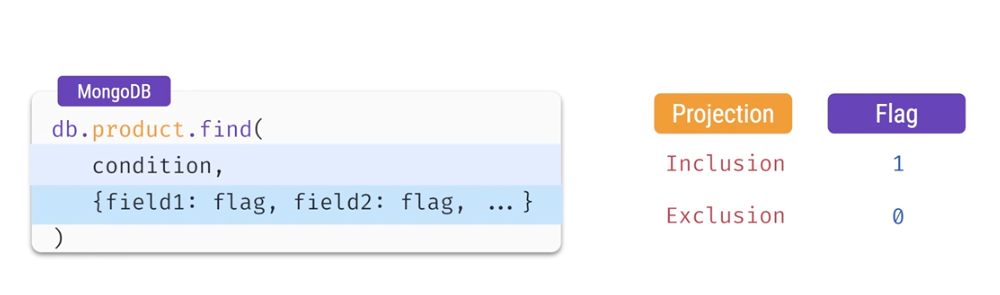 MongoDB
db.product.find(
condition,
{field1: flag, field2: flag, ...}
)
Projection Flag
Inclusion 1
Exclusion 0